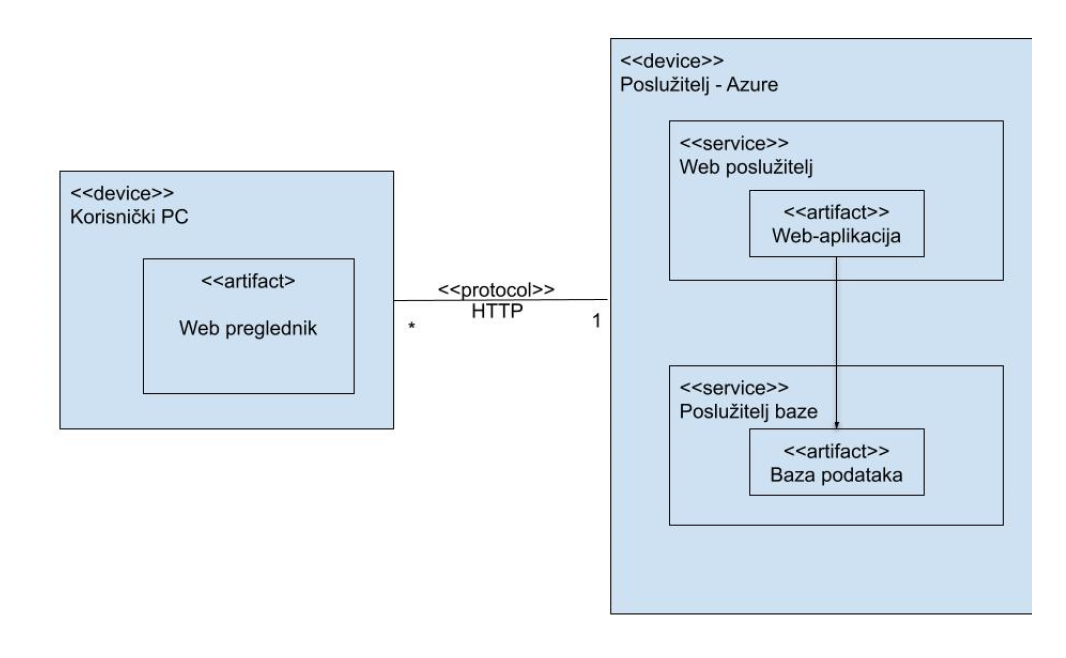 <<device>>
Korisnički PC
<<artifact>
Web preglednik
<<protocol>>
HTTP
*
1
<<device>>
Poslužitelj - Azure
<<service>>
Web poslužitelj
<<artifact>>
Web-aplikacija
<<service>>
Poslužitelj baze
<<artifact>>
Baza podataka